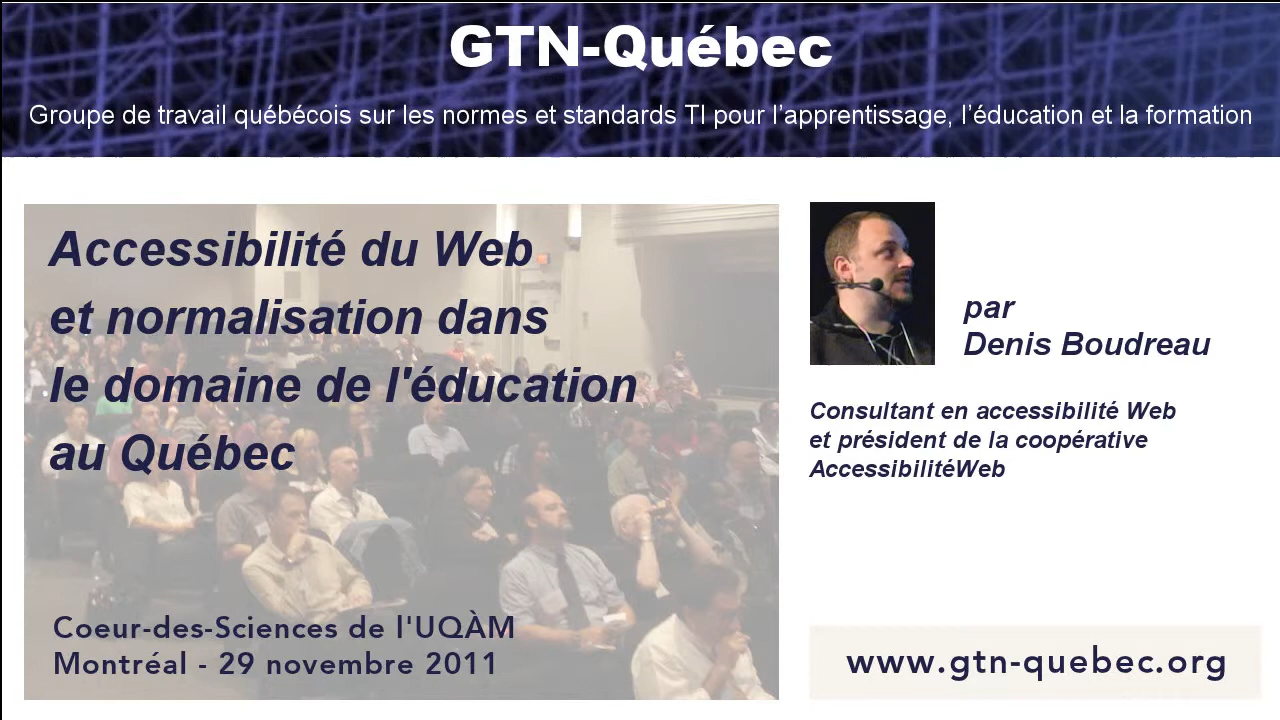 GTN-Québec
Groupe de travail québécois sur les normes et standards TI pour l’apprentissage, l’éducation et la formation
Accessibilité du Web
et normalisation dans
le domaine de l'éducation
au Québec
Coeur-des-Sciences de l'UQÀM
Montréal - 29 novembre 2011
par
Denis Boudreau
Consultant en accessibilité Web
et président de la coopérative
AccessibilitéWeb
www.gtn-quebec.org